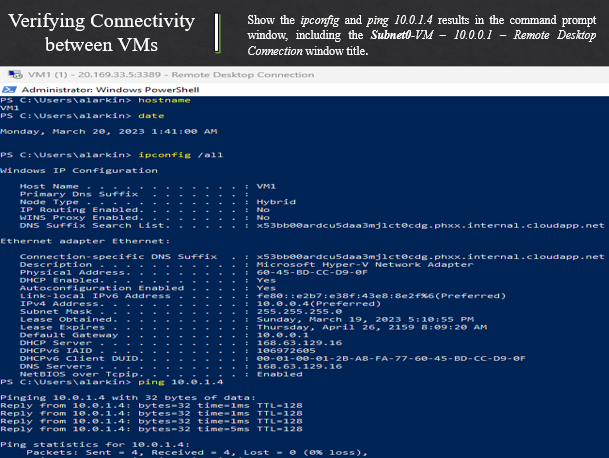 Verifying Connectivity
between VMs
Show the ipconfig and ping 10.0.1.4 results in the command prompt
window, including the Subnet0-VM – 10.0.0.1 – Remote Desktop
Connection window title.
VM1 (1) - 20.169.33.5:3389 - Remote Desktop Connection
Administrator: Windows PowerShell
PS C:\Users\alarkin> hostname
VM1
PS C:\Users\alarkin> date
Monday, March 20, 2023 1:41:00 AM
PS C:\Users\alarkin> ipconfig /all
Windows IP Configuration
Host Name . . . . . . . . . . . . : VM1
Primary Dns Suffix . . . . . . . :
Node Type . . . . . . . . . . . . : Hybrid
IP Routing Enabled. . . . . . . . : No
WINS Proxy Enabled. . . . . . . . : No
DNS Suffix Search List. . . . . . : x53bb00ardcu5daa3mjlct0cdg.phxx.internal.cloudapp.net
Ethernet adapter Ethernet:
Connection-specific DNS Suffix . : x53bb00ardcu5daa3mjlct0cdg.phxx.internal.cloudapp.net
Description . . . . . . . . . . . : Microsoft Hyper-V Network Adapter
Physical Address. . . . . . . . . : 60-45-BD-CC-D9-0F
DHCP Enabled. . . . . . . . . . . : Yes
Autoconfiguration Enabled . . . . : Yes
Link-local IPv6 Address . . . . . : fe80::e2b7:e38f:43e8:8e2f%6(Preferred)
IPv4 Address. . . . . . . . . . . : 10.0.0.4(Preferred)
Subnet Mask . . . . . . . . . . . : 255.255.255.0
Lease Obtained. . . . . . . . . . : Sunday, March 19, 2023 5:10:55 PM
Lease Expires . . . . . . . . . . : Thursday, April 26, 2159 8:09:20 AM
Default Gateway . . . . . . . . . : 10.0.0.1
DHCP Server . . . . . . . . . . . : 168.63.129.16
DHCPv6 IAID . . . . . . . . . . . : 106972605
DHCPv6 Client DUID. . . . . . . . : 00-01-00-01-2B-A8-FA-77-60-45-BD-CC-D9-0F
DNS Servers . . . . . . . . . . . : 168.63.129.16
NetBIOS over Tcpip. . . . . . . . : Enabled
PS C:\Users\alarkin> ping 10.0.1.4
Pinging 10.0.1.4 with 32 bytes of data:
Reply from 10.0.1.4: bytes=32 time=1ms TTL=128
Reply from 10.0.1.4: bytes=32 time=1ms TTL=128
Reply from 10.0.1.4: bytes=32 time=1ms TTL=128
Reply from 10.0.1.4: bytes=32 time=5ms TTL=128
Ping statistics for 10.0.1.4:
Packets: Sent = 4, Received = 4, Lost = 0 (0% loss),